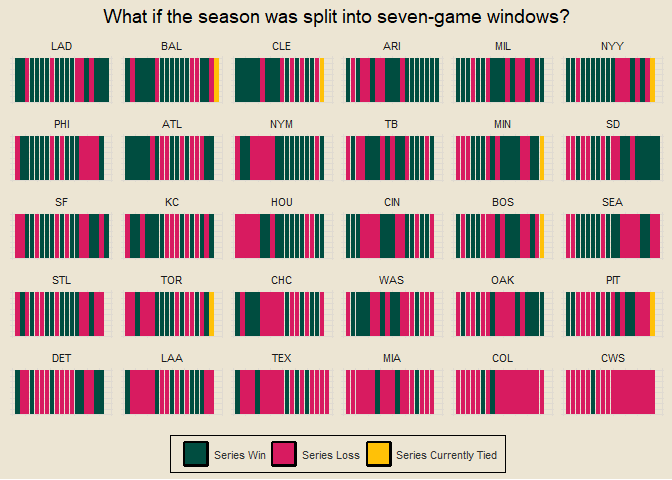 What if the season was split into seven-game windows?
LAD BAL CLE ARI MIL NYY
PHI ATL NYM TB MIN SD
SF KC HOU CIN BOS SEA
STL TOR CHC WAS OAK PIT
DET LAA TEX MIA COL CWS
Series Win Series Loss Series Currently Tied